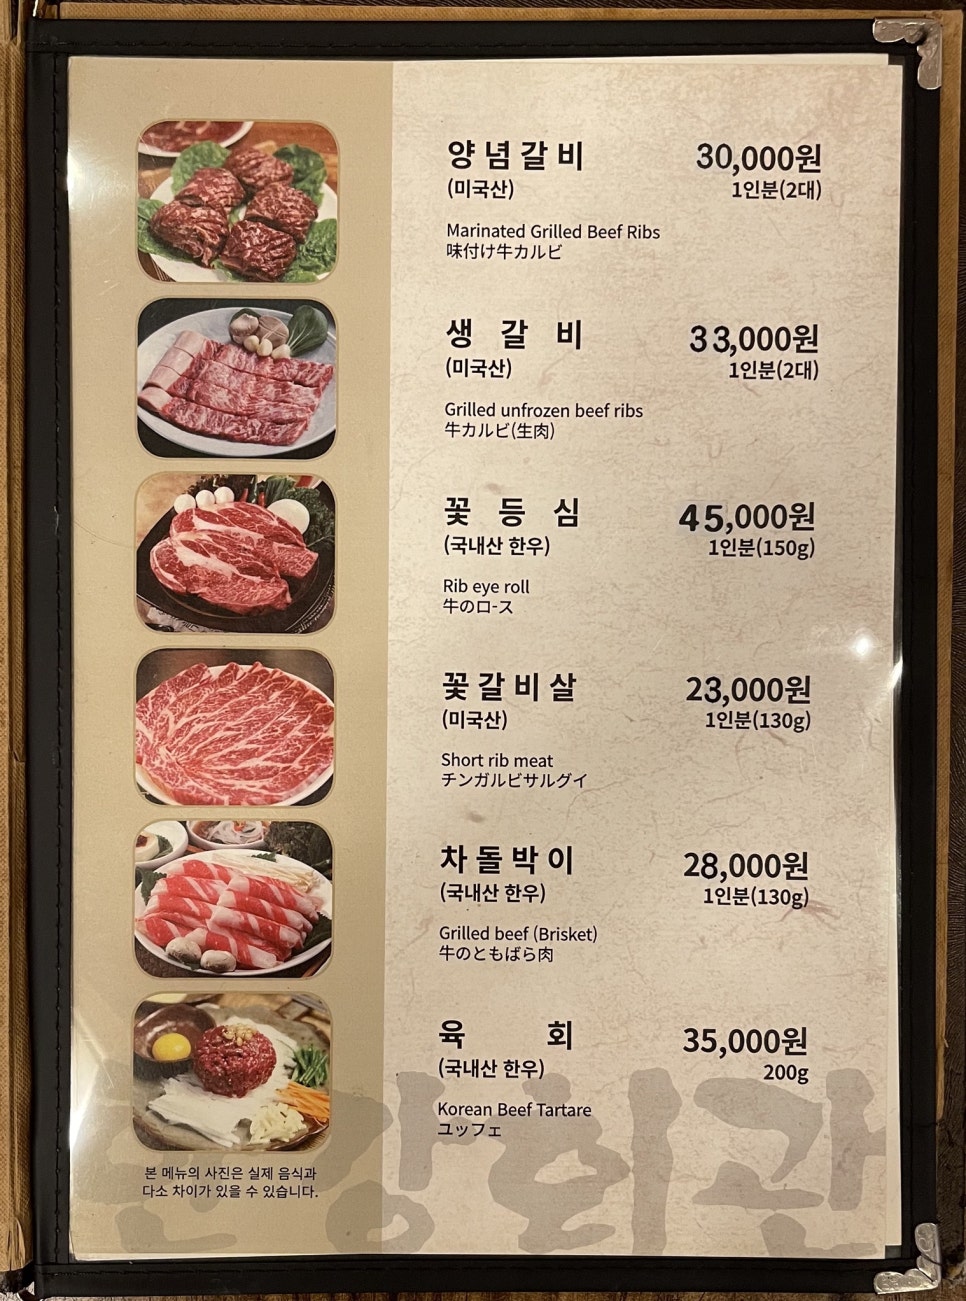 양념갈비 30,000원
(미국산) 1인분(2대)
Marinated Grilled Beef Ribs
味付け牛カルビ
생갈비 33,000원
(미국산) 1인분(2대)
Grilled unfrozen beef ribs
牛カルビ(生肉)
꽃등심 45,000원
(국내산 한우) 1인분(150g)
Rib eye roll
牛のロ-ス
꽃갈비살 23,000원
(미국산) 1인분(130g)
Short rib meat
チンガルビサルグイ
차돌박이 28,000원
(국내산 한우) 1인분(130g)
Grilled beef (Brisket)
牛のともばら肉
육회 35,000원
(국내산 한우) 200g
Korean Beef Tartare
ユッフェ
본 메뉴의 사진은 실제 음식과
다소 차이가 있을 수 있습니다.